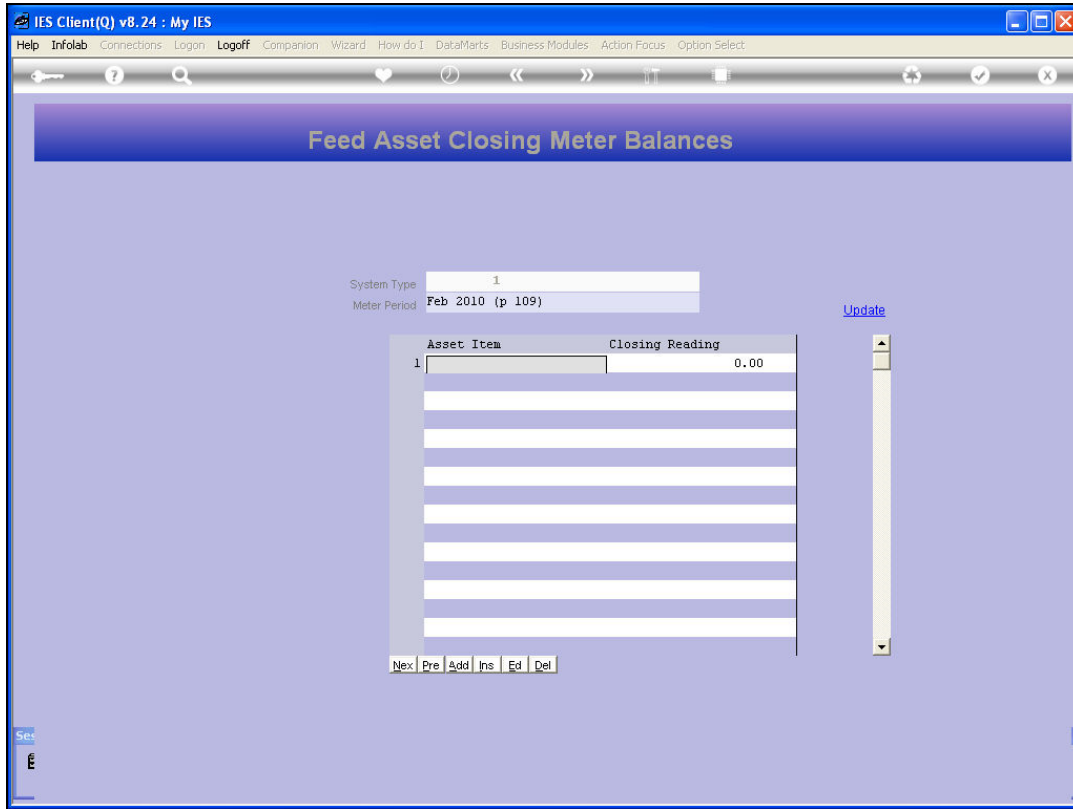 IES Client(Q) v8.24 : My IES
Help Infolab Connections Logon Logoff Companion Wizard How do I DataMarts Business Modules Action Focus Option Select
Feed Asset Closing Meter Balances
System Type 1
Meter Period Feb 2010 (p 109)
Update
Asset Item Closing Reading
1 0.00
Nex Pre Add Ins Ed Del
Ses